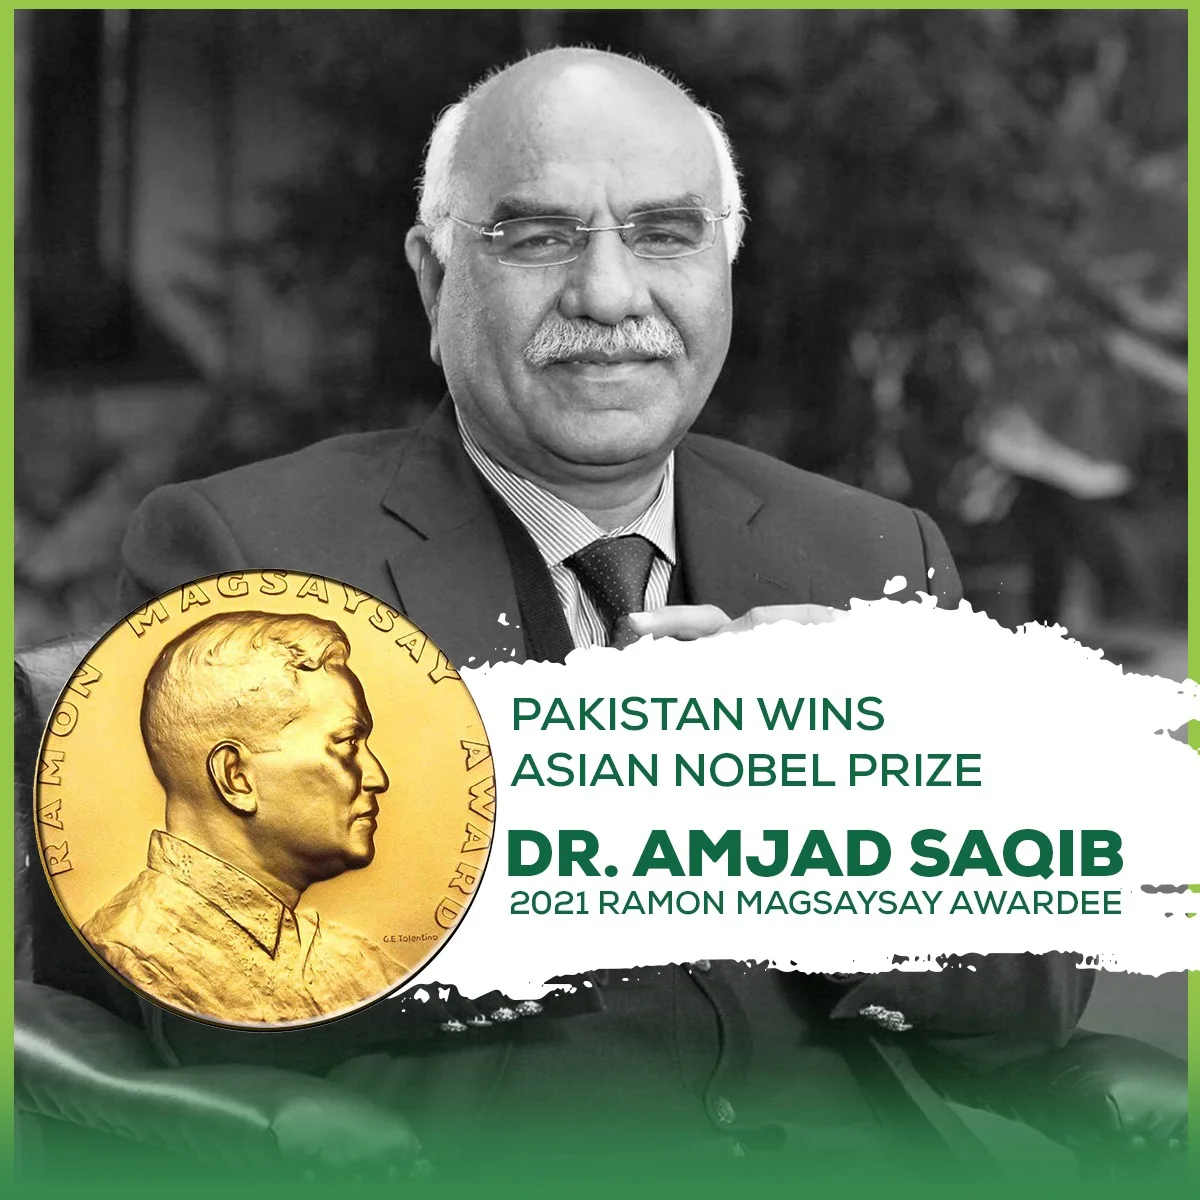 RAMON MAGSAYSAY AWARD
G.E.Tolentino
PAKISTAN WINS
ASIAN NOBEL PRIZE
DR. AMJAD SAQIB
2021 RAMON MAGSAYSAY AWARDEE